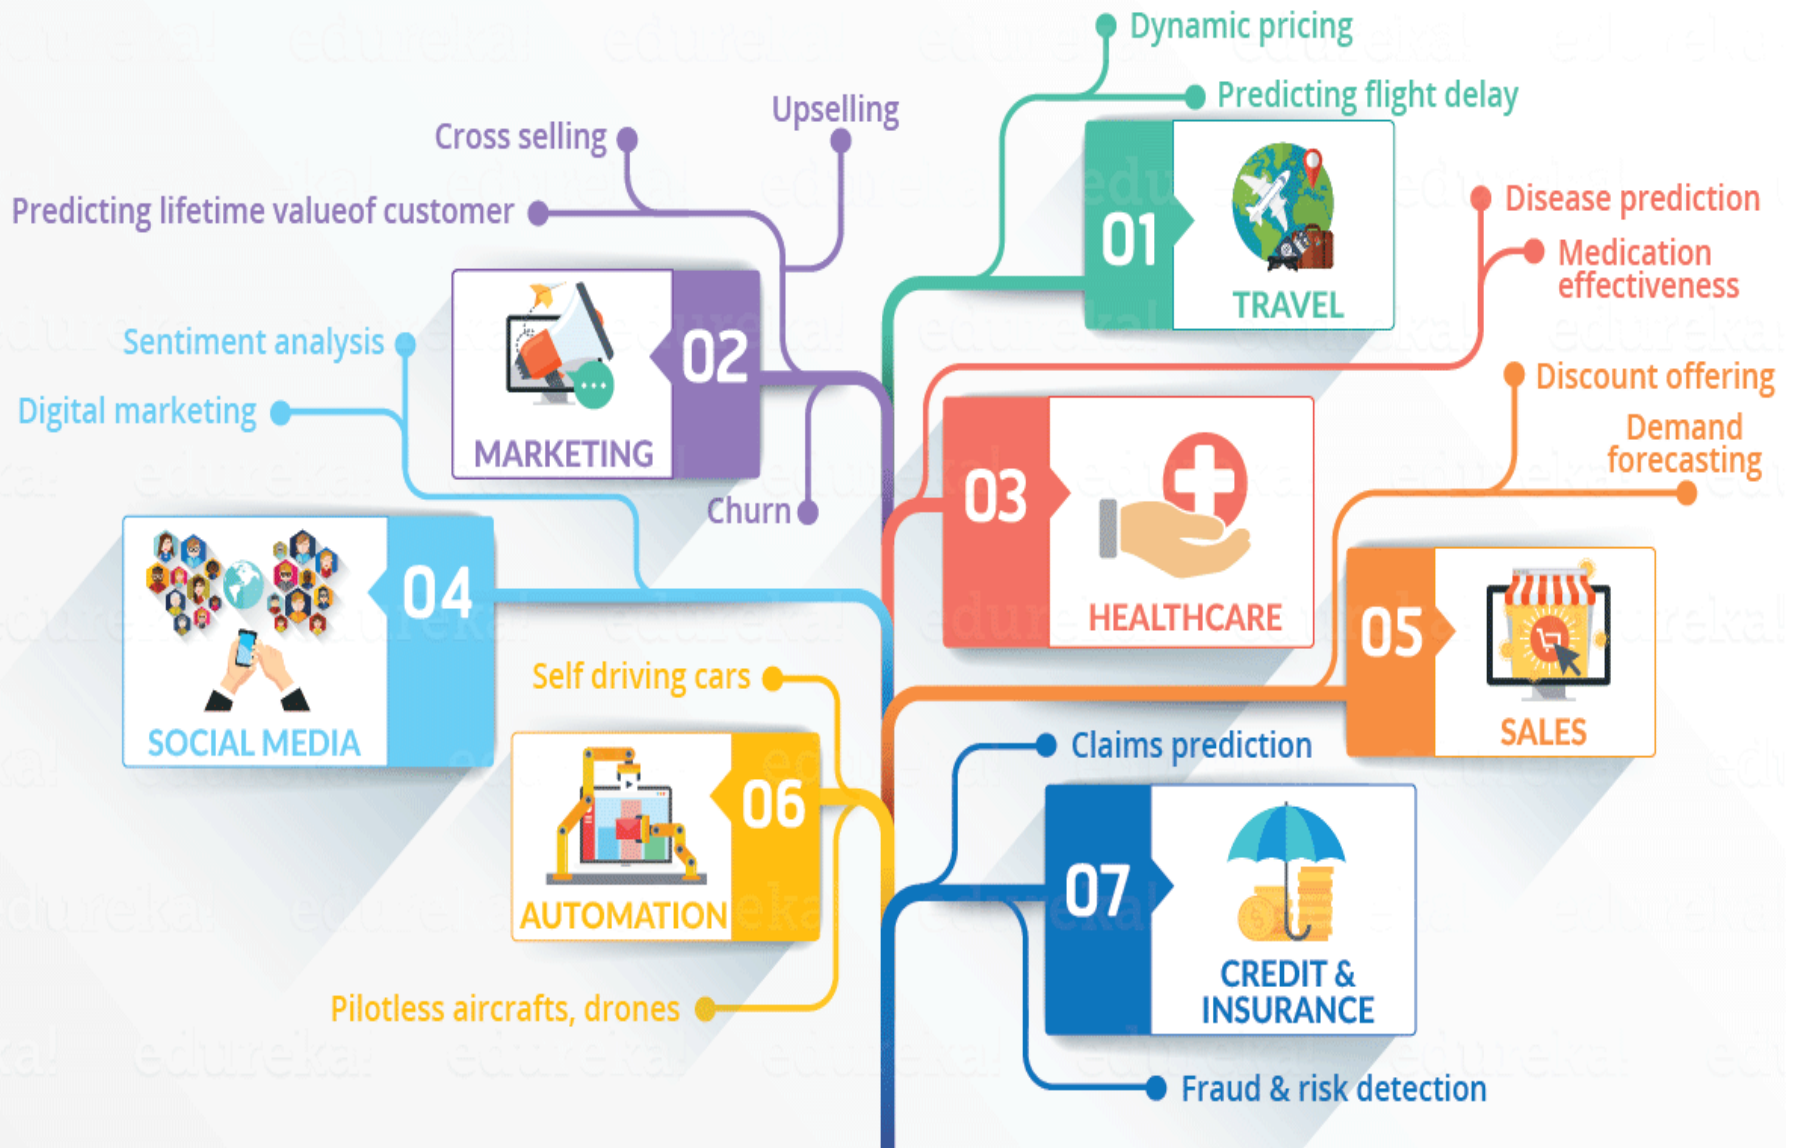 Dynamic pricing
Predicting flight delay
01
TRAVEL
Upselling
Cross selling
Predicting lifetime valueof customer
02
MARKETING
Churn
Disease prediction
Medication
effectiveness
03
HEALTHCARE
Sentiment analysis
Digital marketing
04
SOCIAL MEDIA
Discount offering
Demand
forecasting
05
SALES
Self driving cars
06
AUTOMATION
Pilotless aircrafts, drones
Claims prediction
07
CREDIT &
INSURANCE
Fraud & risk detection
edureka!